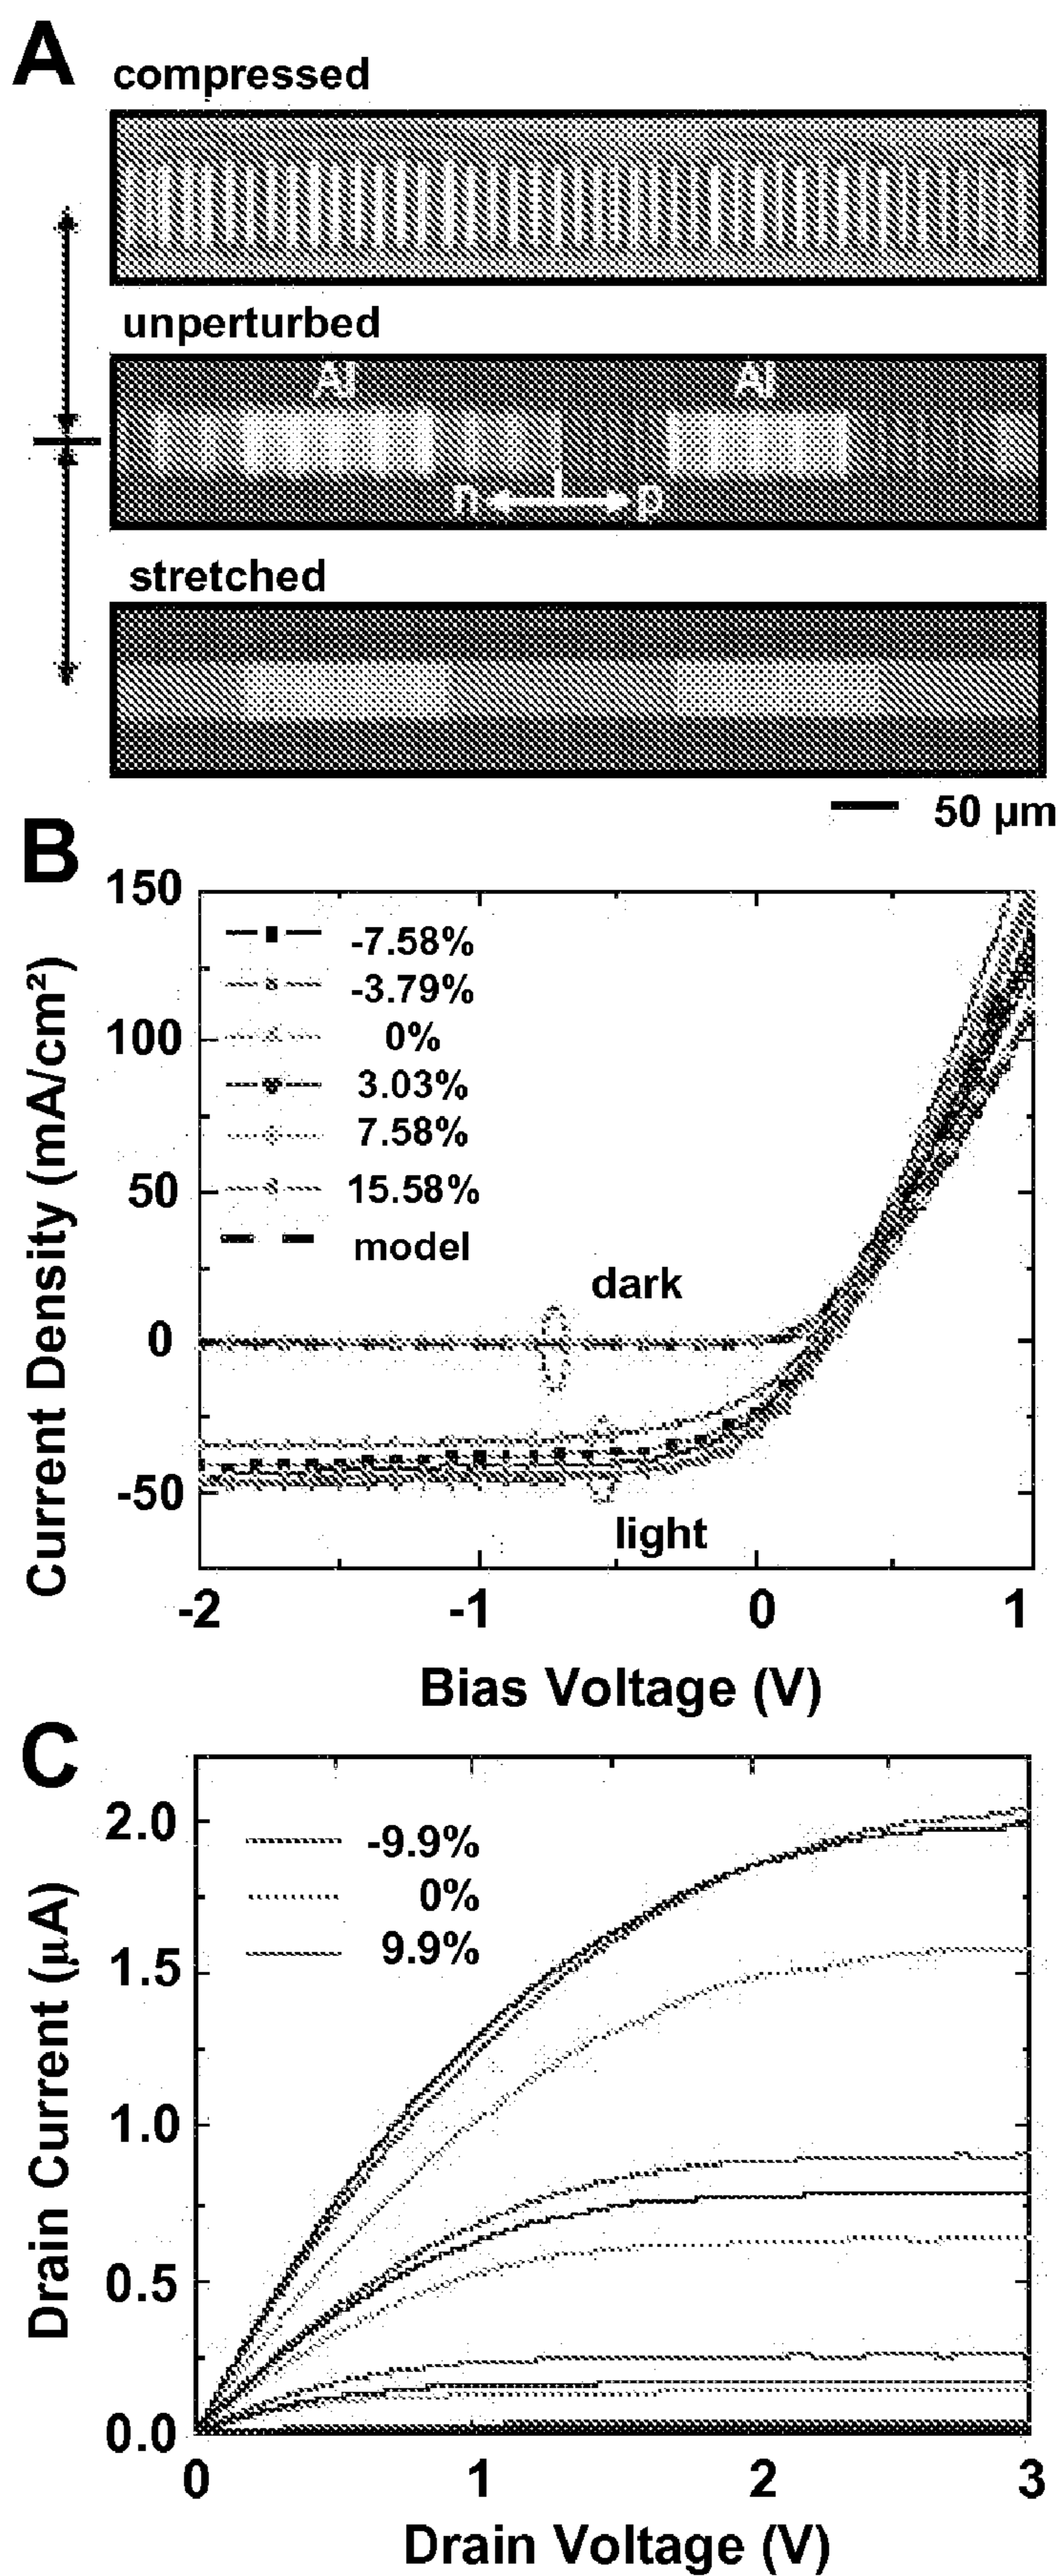 A
compressed
unperturbed
Al Al
n p
stretched
50 µm
B
Current Density (mA/cm²)
150
100
50
0
-50
-7.58%
-3.79%
0%
3.03%
7.58%
15.58%
model
dark
light
-2 -1 0 1
Bias Voltage (V)
C
Drain Current (µA)
2.0
1.5
1.0
0.5
0.0
-9.9%
0%
9.9%
0 1 2 3
Drain Voltage (V)